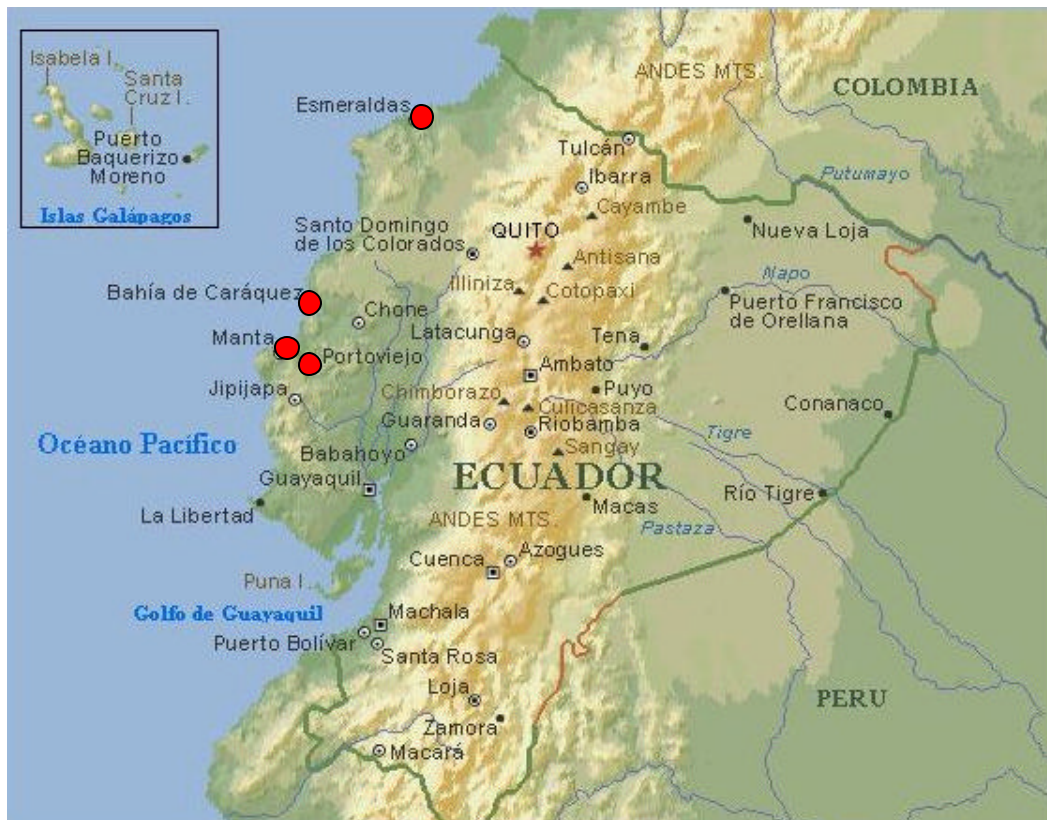 Isabela I.
Santa
Cruz I.
Puerto
Baquerizo
Moreno
Islas Galápagos
ANDES MTS.
COLOMBIA
Esmeraldas
Tulcán
Ibarra
Putumayo
Cayambe
Santo Domingo
de los Colorados
QUITO
Nueva Loja
Antisana
Napo
Illiniza
Cotopaxi
Bahía de Caráquez
Chone
Puerto Francisco
de Orellana
Manta
Latacunga
Tena
Portoviejo
Ambato
Jipijapa
Chimborazo
Puyo
Culicasanza
Conanaco
Guaranda
Riobamba
Tigre
Océano Pacífico
Babahoyo
Sangay
Guayaquil
ECUADOR
Río Tigre
La Libertad
Macas
ANDES MTS.
Pastaza
Azogues
Cuenca
Puna I.
Golfo de Guayaquil
Machala
Puerto Bolívar
Santa Rosa
Loja
PERU
Zamora
Macará